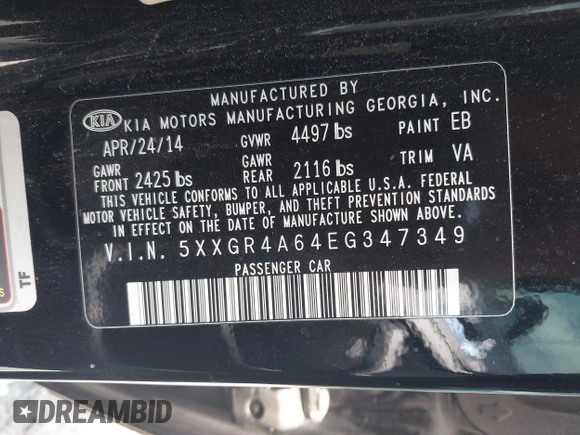 MANUFACTURED BY
KIA KIA MOTORS MANUFACTURING GEORGIA, INC.
APR/24/14 GVWR 4497 lbs PAINT EB
GAWR FRONT 2425 lbs GAWR REAR 2116 lbs TRIM VA
THIS VEHICLE CONFORMS TO ALL APPLICABLE U.S.A. FEDERAL
MOTOR VEHICLE SAFETY, BUMPER, AND THEFT PREVENTION STANDARDS
IN EFFECT ON THE DATE OF MANUFACTURE SHOWN ABOVE.
V.I.N. 5XXGR4A64EG347349
PASSENGER CAR
TF
DREAMBID